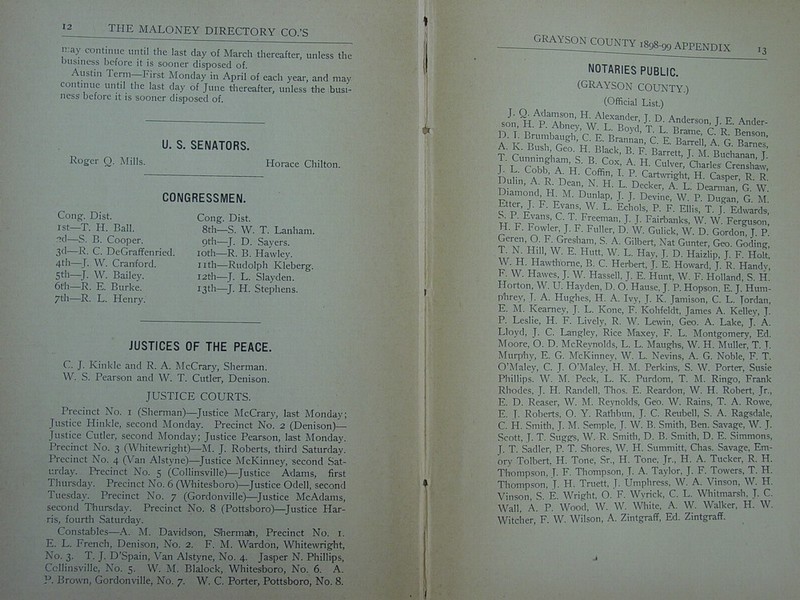 12 THE MALONEY DIRECTORY CO.'S
may continue until the last day of March thereafter, unless the
business before it is sooner disposed of.
Austin Term—First Monday in April of each year, and may
continue until the last day of June thereafter, unless the busi-
ness before it is sooner disposed of.
U. S. SENATORS.
Roger Q. Mills. Horace Chilton.
CONGRESSMEN.
Cong. Dist. Cong. Dist.
1st—T. H. Ball. 8th—S. W. T. Lanham.
2d—S. B. Cooper. 9th—J. D. Sayers.
3d—R. C. DeGraffenried. 10th—R. B. Hawley.
4th—J. W. Cranford. 11th—Rudolph Kleberg.
5th—J. W. Bailey. 12th—J. L. Slayden.
6th—R. E. Burke. 13th—J. H. Stephens.
7th—R. L. Henry.
JUSTICES OF THE PEACE.
C. J. Kinkle and R. A. McCrary, Sherman.
W. S. Pearson and W. T. Cutler, Denison.
JUSTICE COURTS.
Precinct No. 1 (Sherman)—Justice McCrary, last Monday;
Justice Hinkle, second Monday. Precinct No. 2 (Denison)—
Justice Cutler, second Monday; Justice Pearson, last Monday.
Precinct No. 3 (Whitewright)—M. J. Roberts, third Saturday.
Precinct No. 4 (Van Alstyne)—Justice McKinney, second Sat-
urday. Precinct No. 5 (Collinsville)—Justice Adams, first
Thursday. Precinct No. 6 (Whitesboro)—Justice Odell, second
Tuesday. Precinct No. 7 (Gordonville)—Justice McAdams,
second Thursday. Precinct No. 8 (Pottsboro)—Justice Har-
ris, fourth Saturday.
Constables—A. M. Davidson, Sherman, Precinct No. 1.
E. L. French, Denison, No. 2. F. M. Wardon, Whitewright,
No. 3. T. J. D'Spain, Van Alstyne, No. 4. Jasper N. Phillips,
Collinsville, No. 5. W. M. Blalock, Whitesboro, No. 6. A.
P. Brown, Gordonville, No. 7. W. C. Porter, Pottsboro, No. 8.
GRAYSON COUNTY 1898-99 APPENDIX 13
NOTARIES PUBLIC.
(GRAYSON COUNTY.)
(Official List.)
J. Q. Adamson, H. Alexander, J. D. Anderson, J. E. Ander-
son, H. P. Abney, W. L. Boyd, T. L. Brame, C. R. Benson,
D. I. Brumbaugh, C. E. Brannan, C. E. Barrell, A. G. Barnes,
A. K. Bush, Geo. H. Black, B. F. Barrett, J. M. Buchanan, J.
T. Cunningham, S. B. Cox, A. H. Culver, Charles Crenshaw,
J. L. Cobb, A. H. Coffin, I. P. Cartwright, H. Casper, R. R.
Dulin, A. R. Dean, N. H. L. Decker, A. L. Dearman, G. W.
Diamond, H. M. Dunlap, J. J. Devine, W. P. Dugan, G. M.
Etter, J. F. Evans, W. L. Echols, P. F. Ellis, T. J. Edwards,
S. P. Evans, C. T. Freeman, J. J. Fairbanks, W. W. Ferguson,
H. F. Fowler, J. F. Fuller, D. W. Gulick, W. D. Gordon, J. P.
Geren, O. F. Gresham, S. A. Gilbert, Nat Gunter, Geo. Goding,
T. N. Hill, W. E. Hutt, W. L. Hay, J. D. Haizlip, J. F. Holt,
W. H. Hawthorne, B. C. Herbert, J. E. Howard, J. R. Handy,
F. W. Hawes, J. W. Hassell, J. E. Hunt, W. F. Holland, S. H.
Horton, W. U. Hayden, D. O. Hause, J. P. Hopson, E. J. Hum-
phrey, J. A. Hughes, H. A. Ivy, J. K. Jamison, C. L. Jordan,
E. M. Kearney, J. L. Kone, F. Kohfeldt, James A. Kelley, J.
P. Leslie, H. F. Lively, R. W. Lewin, Geo. A. Lake, J. A.
Lloyd, J. C. Langley, Rice Maxey, F. L. Montgomery, Ed.
Moore, O. D. McReynolds, L. L. Maughs, W. H. Muller, T. J.
Murphy, E. G. McKinney, W. L. Nevins, A. G. Noble, F. T.
O'Maley, C. J. O'Maley, H. M. Perkins, S. W. Porter, Susie
Phillips, W. M. Peck, L. K. Purdom, T. M. Ringo, Frank
Rhodes, J. H. Randell, Thos. E. Reardon, W. H. Robert, Jr.,
E. D. Reaser, W. M. Reynolds, Geo. W. Rains, T. A. Rowe,
E. J. Roberts, O. Y. Rathbun, J. C. Reubell, S. A. Ragsdale,
C. H. Smith, J. M. Semple, J. W. B. Smith, Ben. Savage, W. J.
Scott, J. T. Suggs, W. R. Smith, D. B. Smith, D. E. Simmons,
J. T. Sadler, P. T. Shores, W. H. Summitt, Chas. Savage, Em-
ory Tolbert, H. Tone, Sr., H. Tone, Jr., H. A. Tucker, R. H.
Thompson, J. F. Thompson, J. A. Taylor, J. F. Towers, T. H.
Thompson, J. H. Truett, J. Umphress, W. A. Vinson, W. H.
Vinson, S. E. Wright, O. F. Wyrick, C. L. Whitmarsh, J. C.
Wall, A. P. Wood, W. W. White, A. W. Walker, H. W.
Witcher, F. W. Wilson, A. Zintgraff, Ed. Zintgraff.